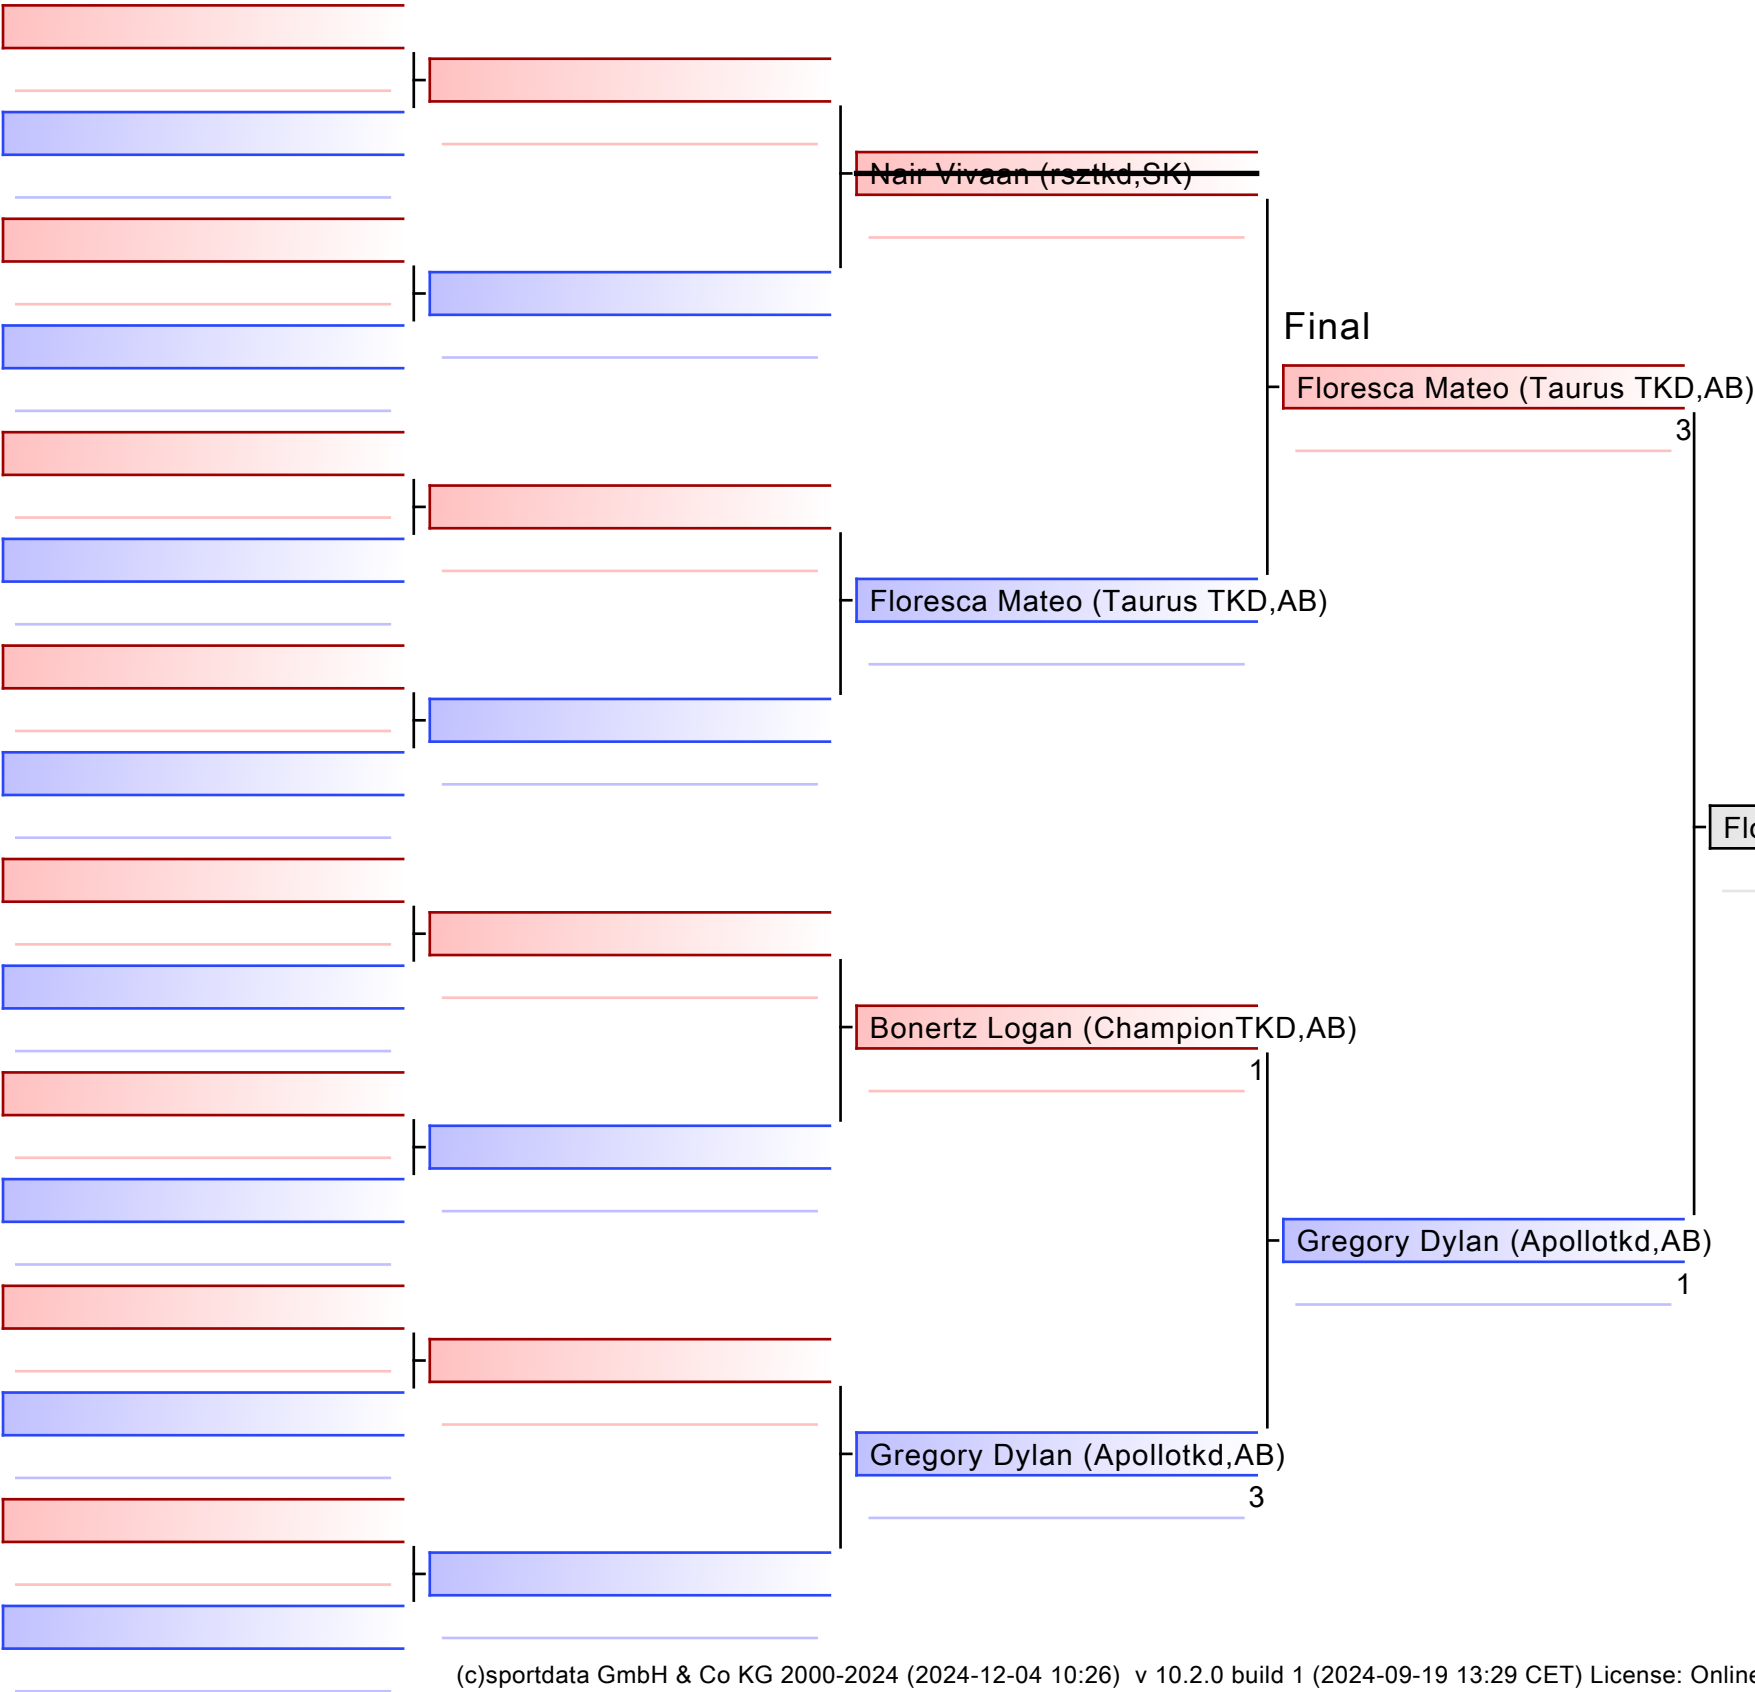 Nair Vivaan (rsztkd,SK)
Final
Floresca Mateo (Taurus TKD,AB)
3
Floresca Mateo (Taurus TKD,AB)
Bonertz Logan (ChampionTKD,AB)
1
Gregory Dylan (Apollotkd,AB)
1
Gregory Dylan (Apollotkd,AB)
3
(c)sportdata GmbH & Co KG 2000-2024 (2024-12-04 10:26) v 10.2.0 build 1 (2024-09-19 13:29 CET) License: Online